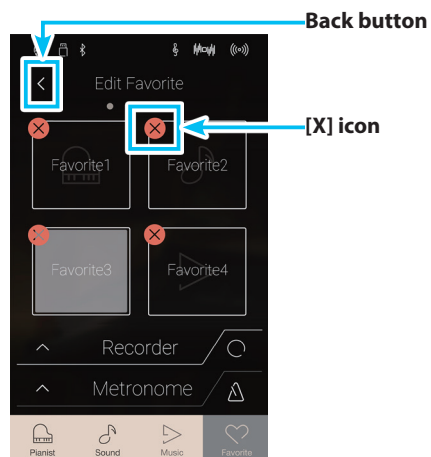 Back button
Edit Favorite
[X] icon
Favorite1
Favorite2
Favorite3
Favorite4
Recorder
Metronome
Pianist
Sound
Music
Favorite